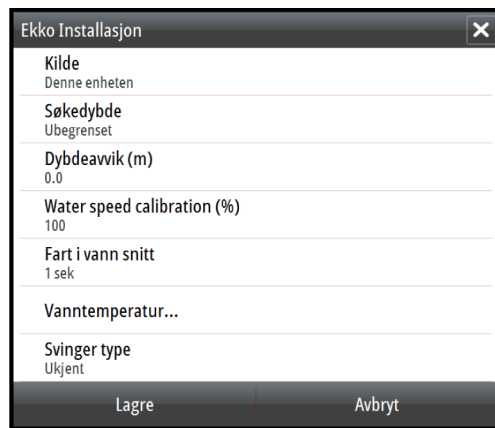 Ekko Installasjon
Kilde
Denne enheten
Søkedybde
Ubegrenset
Dybdeavvik (m)
0.0
Water speed calibration (%)
100
Fart i vann snitt
1 sek
Vanntemperatur...
Svinger type
Ukjent
Lagre Avbryt